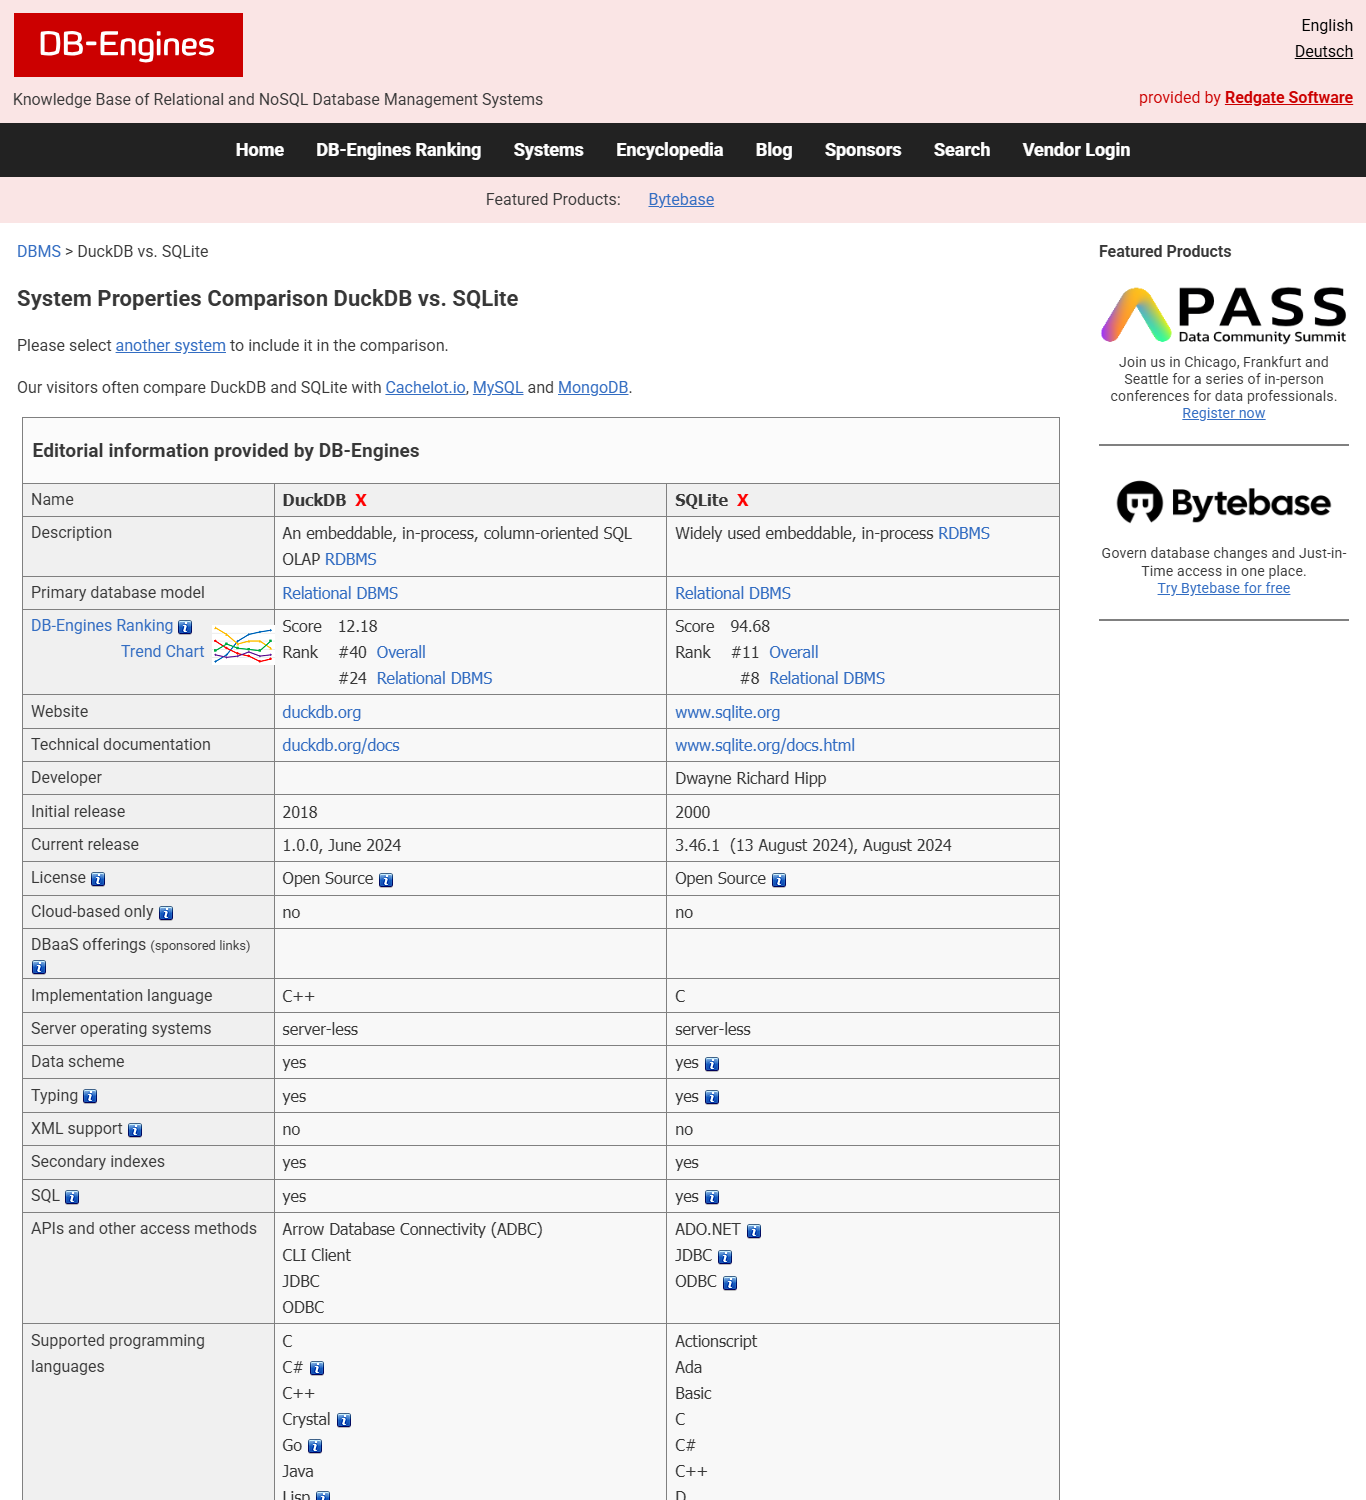 DB-Engines
English
Deutsch
Knowledge Base of Relational and NoSQL Database Management Systems
provided by Redgate Software
Home DB-Engines Ranking Systems Encyclopedia Blog Sponsors Search Vendor Login
Featured Products: Bytebase
DBMS > DuckDB vs. SQLite
System Properties Comparison DuckDB vs. SQLite
Please select another system to include it in the comparison.
Our visitors often compare DuckDB and SQLite with Cachelot.io, MySQL and MongoDB.
Editorial information provided by DB-Engines
Name DuckDB X SQLite X
Description An embeddable, in-process, column-oriented SQL Widely used embeddable, in-process RDBMS
OLAP RDBMS
Primary database model Relational DBMS Relational DBMS
DB-Engines Ranking Score 12.18 Score 94.68
Trend Chart Rank #40 Overall Rank #11 Overall
#24 Relational DBMS #8 Relational DBMS
Website duckdb.org www.sqlite.org
Technical documentation duckdb.org/docs www.sqlite.org/docs.html
Developer Dwayne Richard Hipp
Initial release 2018 2000
Current release 1.0.0, June 2024 3.46.1 (13 August 2024), August 2024
License Open Source Open Source
Cloud-based only no no
DBaaS offerings (sponsored links)
Implementation language C++ C
Server operating systems server-less server-less
Data scheme yes yes
Typing yes yes
XML support no no
Secondary indexes yes yes
SQL yes yes
APIs and other access methods Arrow Database Connectivity (ADBC) ADO.NET
CLI Client JDBC
JDBC ODBC
ODBC
Supported programming C Actionscript
languages C# Ada
C++ Basic
Crystal C
Go C#
Java C++
Lisp D
Featured Products
PASS
Data Community Summit
Join us in Chicago, Frankfurt and
Seattle for a series of in-person
conferences for data professionals.
Register now
Bytebase
Govern database changes and Just-in-
Time access in one place.
Try Bytebase for free